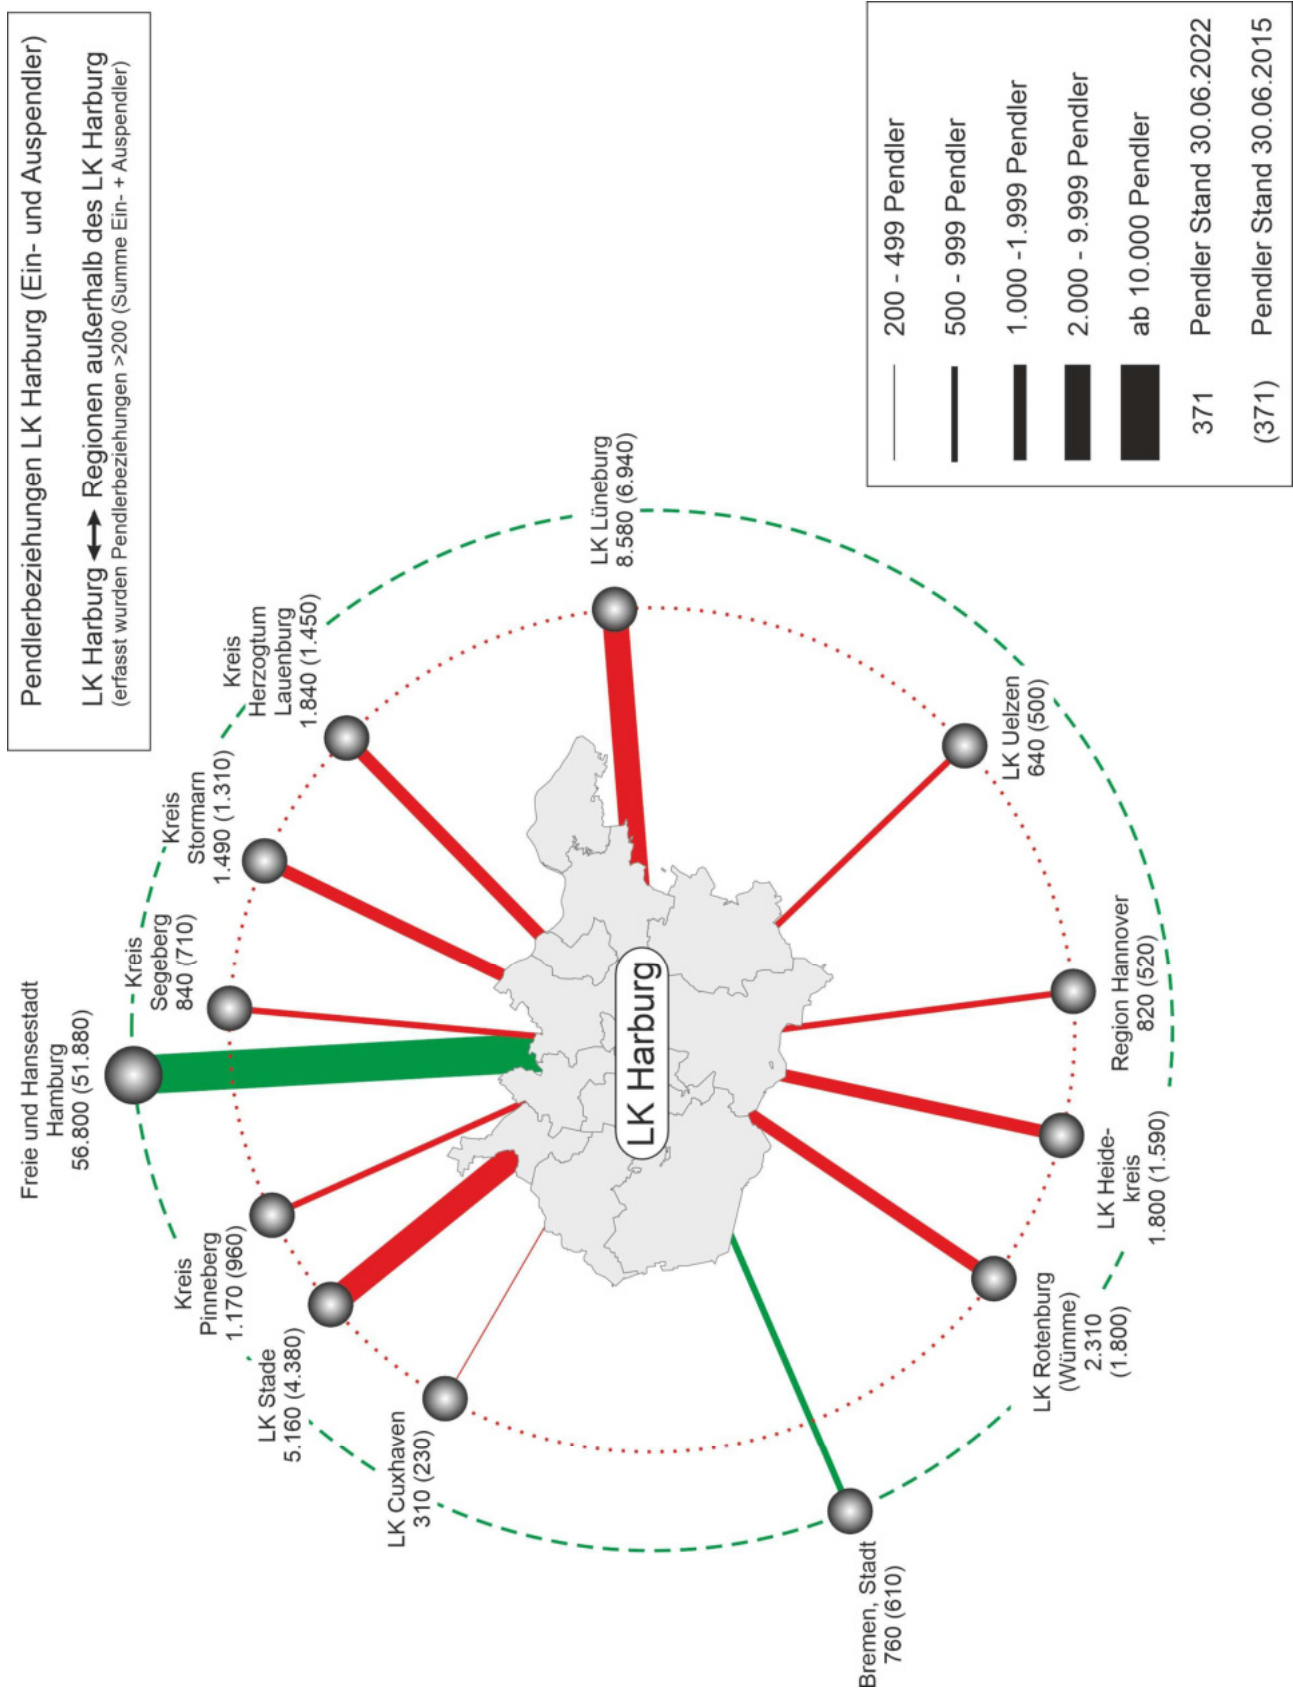 Pendlerbeziehungen LK Harburg (Ein- und Auspendler)
LK Harburg ↔ Regionen außerhalb des LK Harburg
(erfasst wurden Pendlerbeziehungen >200 (Summe Ein- + Auspendler)
Freie und Hansestadt
Hamburg
56.800 (51.880)
Kreis
Segeberg
840 (710)
Kreis
Stormarn
1.490 (1.310)
Kreis
Herzogtum
Lauenburg
1.840 (1.450)
LK Lüneburg
8.580 (6.940)
LK Uelzen
640 (500)
Region Hannover
820 (520)
LK Heide-
kreis
1.800 (1.590)
LK Rotenburg
(Wümme)
2.310
(1.800)
Bremen, Stadt
760 (610)
LK Cuxhaven
310 (230)
LK Stade
5.160 (4.380)
Kreis
Pinneberg
1.170 (960)
LK Harburg
200 - 499 Pendler
500 - 999 Pendler
1.000 -1.999 Pendler
2.000 - 9.999 Pendler
ab 10.000 Pendler
371 Pendler Stand 30.06.2022
(371) Pendler Stand 30.06.2015